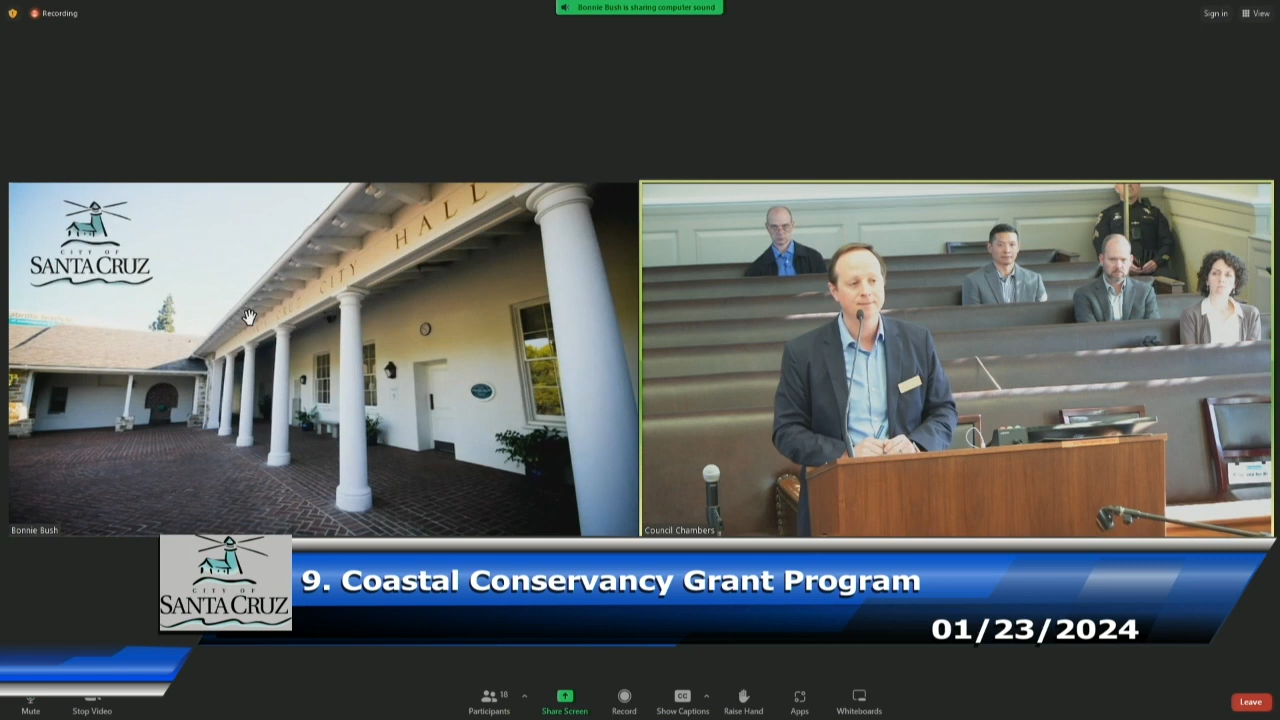 Recording
Bonnie Bush is sharing computer sound
Sign in
View
CITY OF
SANTA CRUZ
CITY HALL
Bonnie Bush
Council Chambers
CITY OF
SANTA CRUZ
9. Coastal Conservancy Grant Program
01/23/2024
Mute
Stop Video
Participants
18
Share Screen
Record
CC
Show Captions
Raise Hand
Apps
Whiteboards
Leave